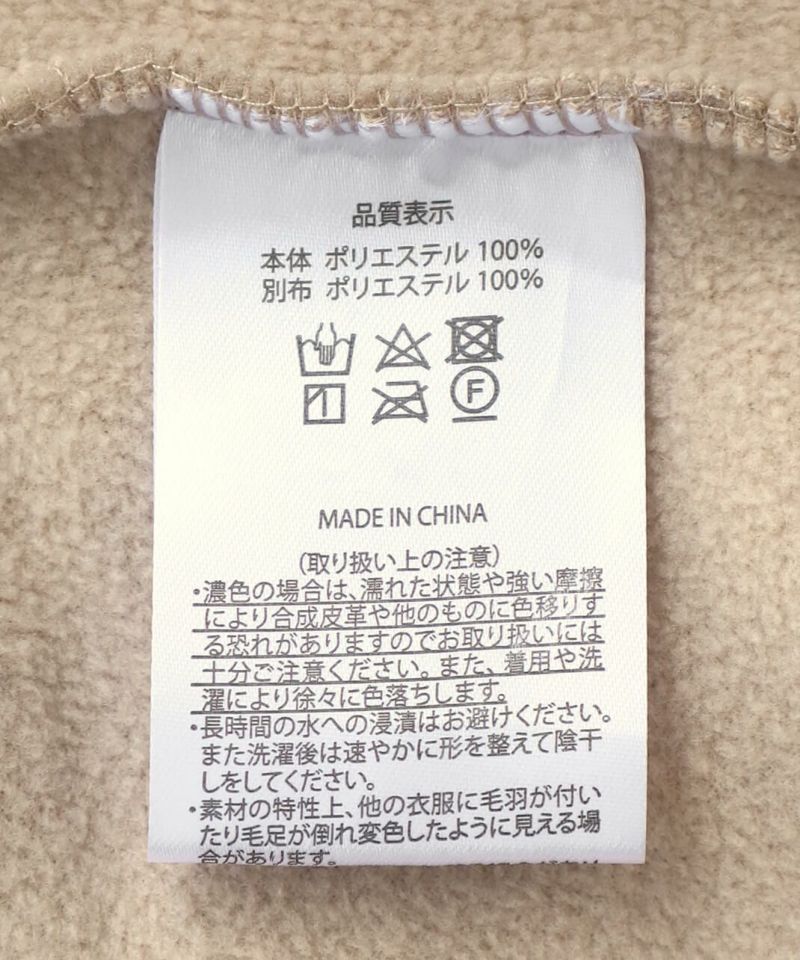 品質表示
本体 ポリエステル 100%
別布 ポリエステル 100%
F
MADE IN CHINA
(取り扱い上の注意)
・濃色の場合は、濡れた状態や強い摩擦
により合成皮革や他のものに色移りす
る恐れがありますのでお取り扱いには
十分ご注意ください。また、着用や洗
濯により徐々に色落ちします。
・長時間の水への浸漬はお避けください。
また洗濯後は速やかに形を整えて陰干
しをしてください。
・素材の特性上、他の衣服に毛羽が付い
たり毛足が倒れ変色したように見える場
合があります。